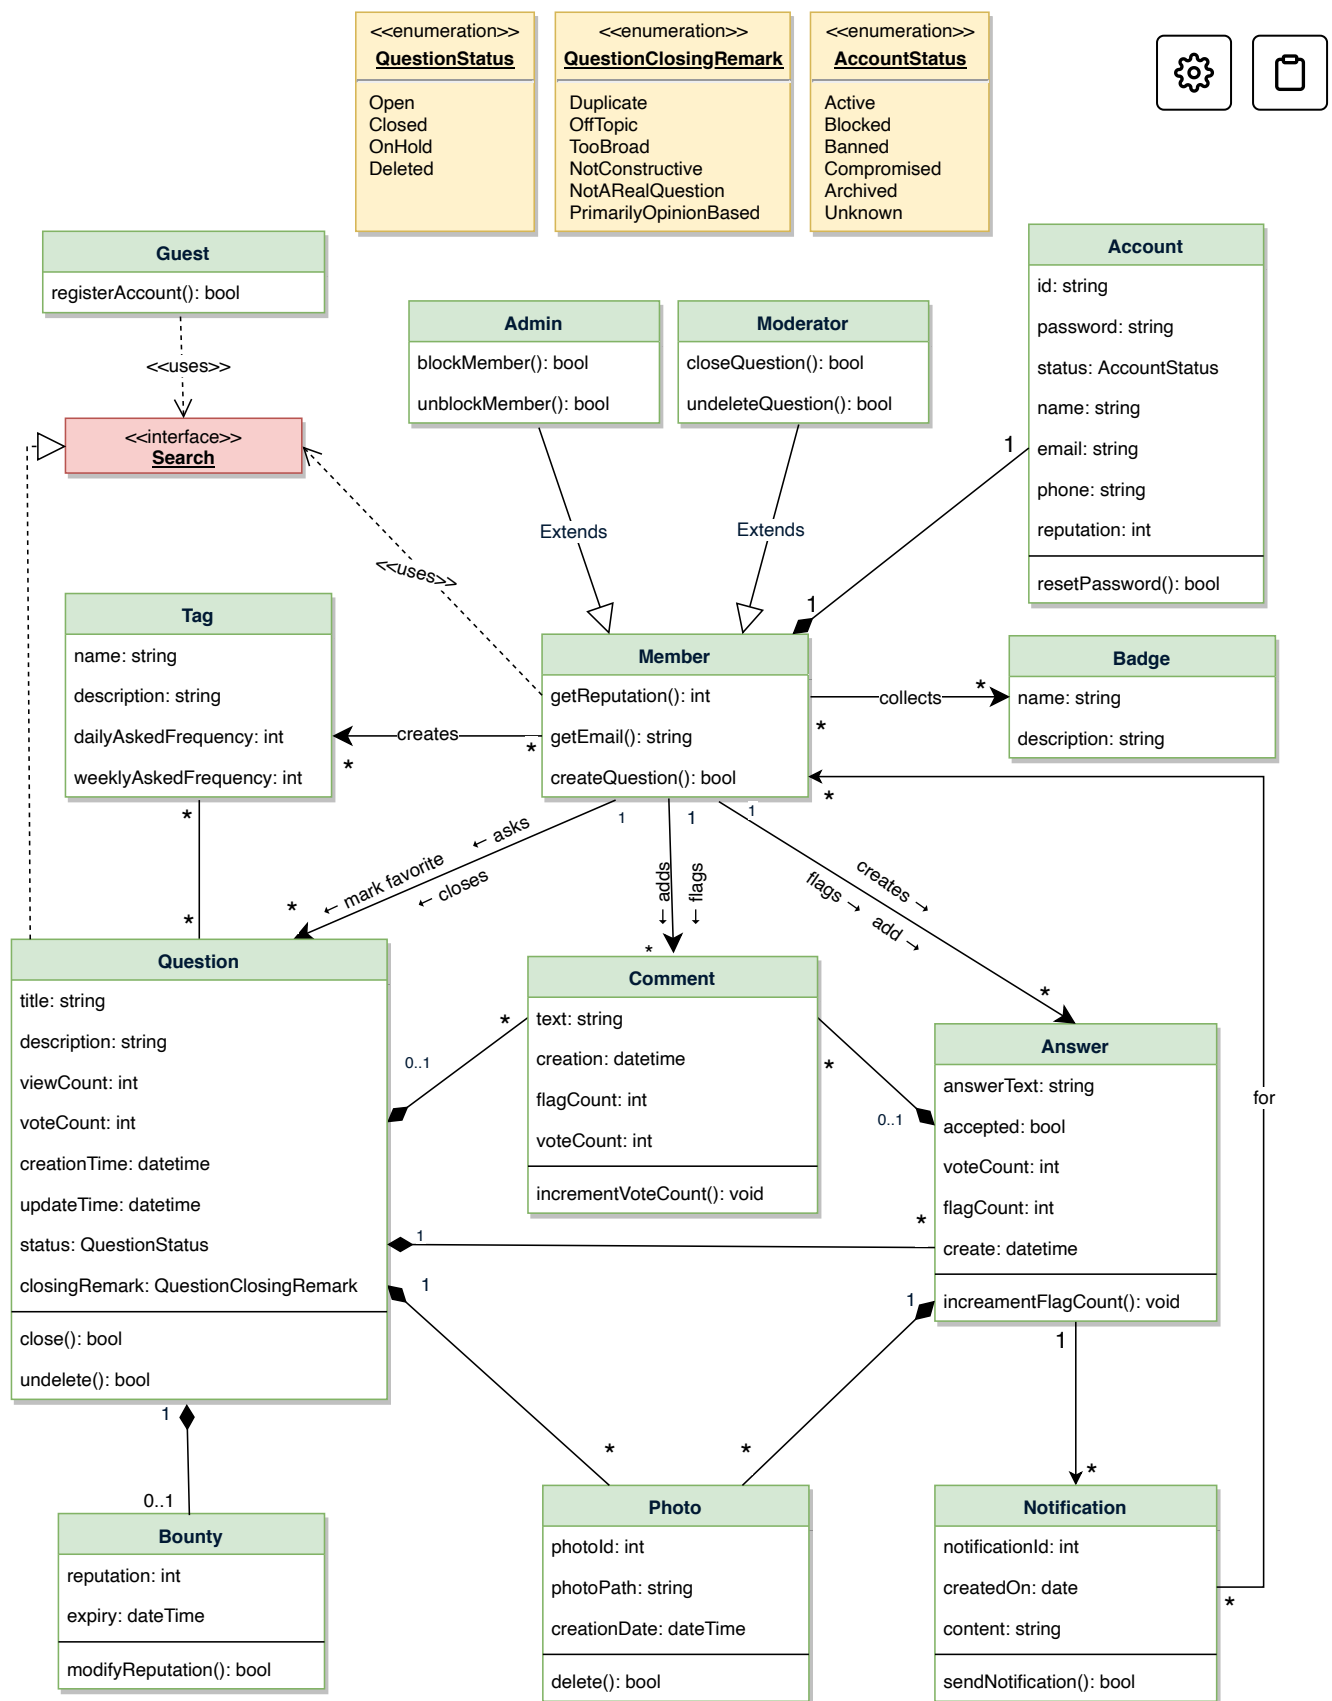 <<enumeration>>
QuestionStatus
Open
Closed
OnHold
Deleted
<<enumeration>>
QuestionClosingRemark
Duplicate
OffTopic
TooBroad
NotConstructive
NotARealQuestion
PrimarilyOpinionBased
<<enumeration>>
AccountStatus
Active
Blocked
Banned
Compromised
Archived
Unknown
Guest
registerAccount(): bool
<<uses>>
<<interface>>
Search
Admin
blockMember(): bool
unblockMember(): bool
Moderator
closeQuestion(): bool
undeleteQuestion(): bool
Account
id: string
password: string
status: AccountStatus
name: string
email: string
phone: string
reputation: int
resetPassword(): bool
1
1
Extends
Extends
<<uses>>
Tag
name: string
description: string
dailyAskedFrequency: int
weeklyAskedFrequency: int
Member
getReputation(): int
getEmail(): string
createQuestion(): bool
Badge
name: string
description: string
collects
*
*
creates
*
*
*
*
*
1
1
1
← asks
← mark favorite
← closes
*
← adds
← flags
*
creates →
flags →
add →
*
Question
title: string
description: string
viewCount: int
voteCount: int
creationTime: datetime
updateTime: datetime
status: QuestionStatus
closingRemark: QuestionClosingRemark
close(): bool
undelete(): bool
Comment
text: string
creation: datetime
flagCount: int
voteCount: int
incrementVoteCount(): void
*
0..1
*
0..1
Answer
answerText: string
accepted: bool
voteCount: int
flagCount: int
create: datetime
increamentFlagCount(): void
for
1
*
1
*
1
*
1
*
1
0..1
Bounty
reputation: int
expiry: dateTime
modifyReputation(): bool
Photo
photoId: int
photoPath: string
creationDate: dateTime
delete(): bool
Notification
notificationId: int
createdOn: date
content: string
sendNotification(): bool
*